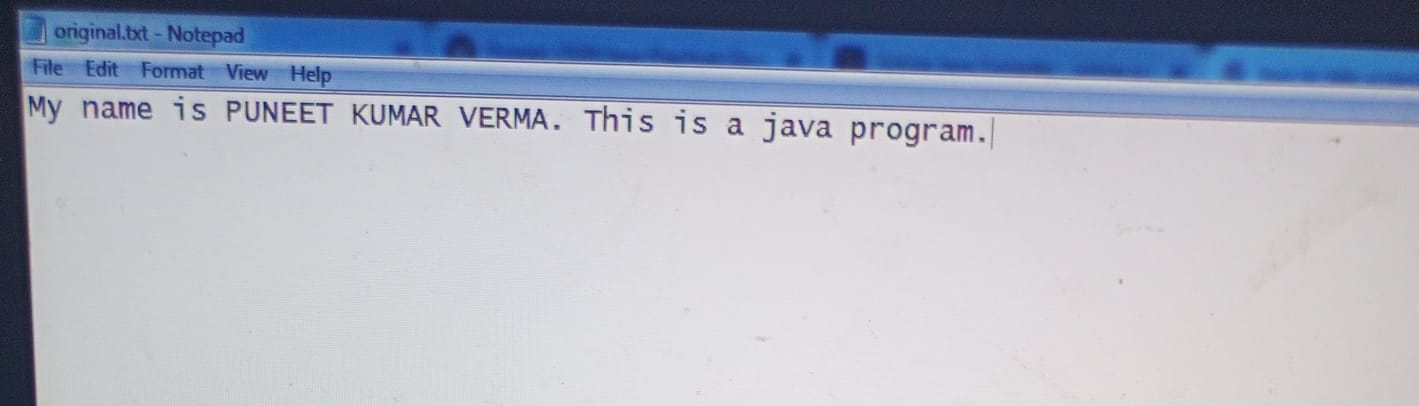 original.txt - Notepad
File Edit Format View Help
My name is PUNEET KUMAR VERMA. This is a java program.